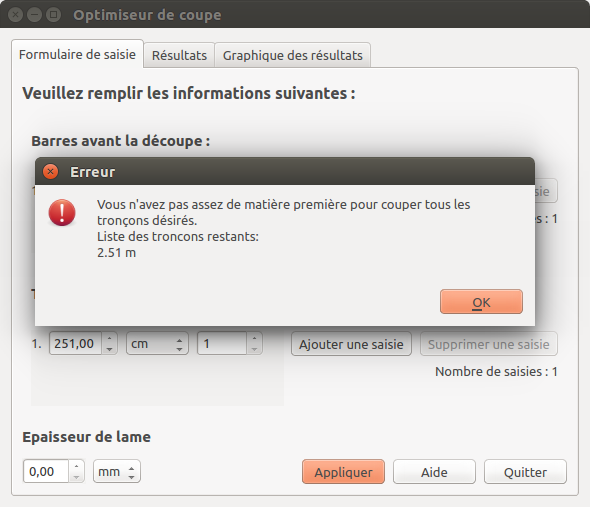 Optimiseur de coupe
Formulaire de saisie
Résultats
Graphique des résultats
Veuillez remplir les informations suivantes :
Barres avant la découpe :
Erreur
Vous n'avez pas assez de matière première pour couper tous les
tronçons désirés.
Liste des troncons restants:
2.51 m
OK
1. 251,00 cm 1 Ajouter une saisie Supprimer une saisie
Nombre de saisies : 1
Epaisseur de lame
0,00 mm Appliquer Aide Quitter